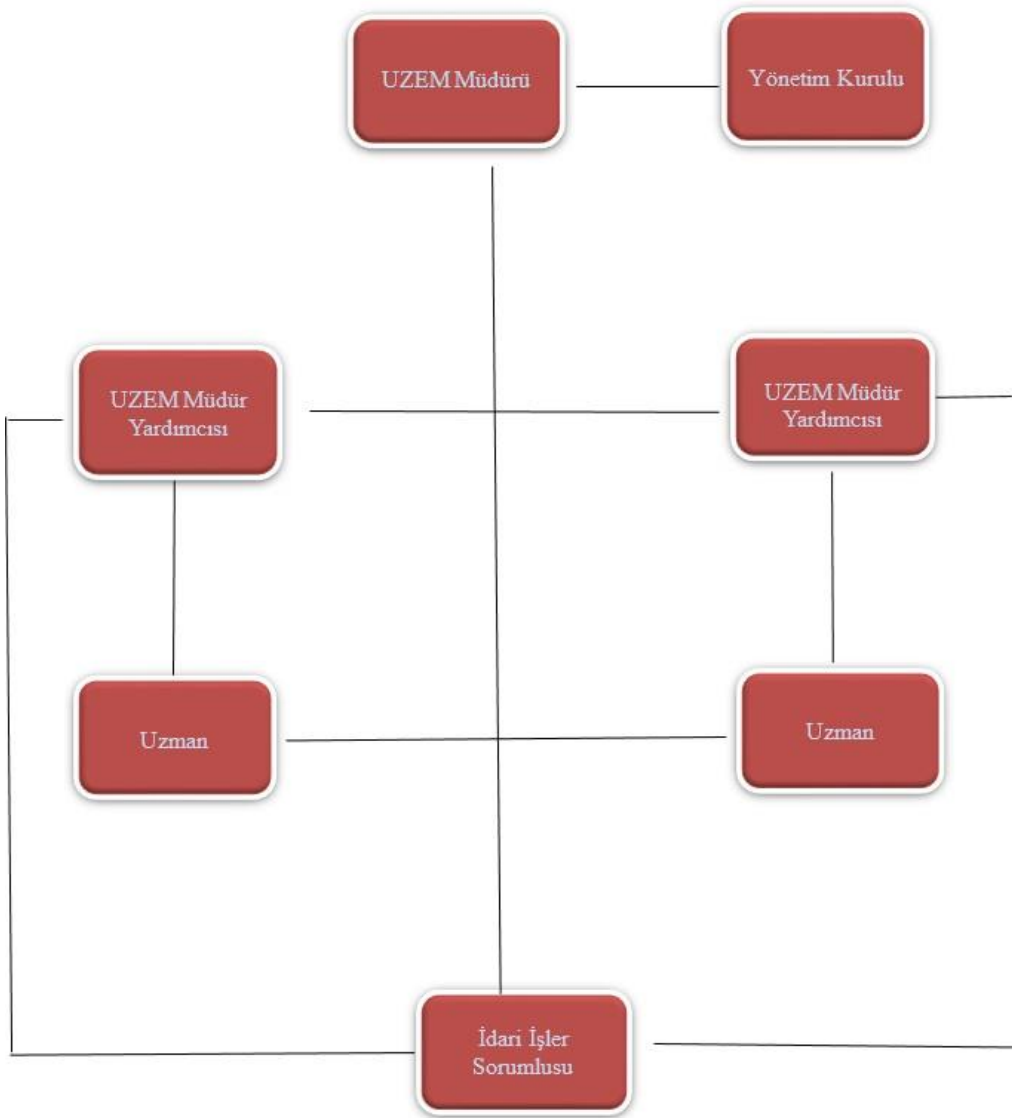 UZEM Müdürü
Yönetim Kurulu
UZEM Müdür
Yardımcısı
UZEM Müdür
Yardımcısı
Uzman
Uzman
İdari İşler
Sorumlusu